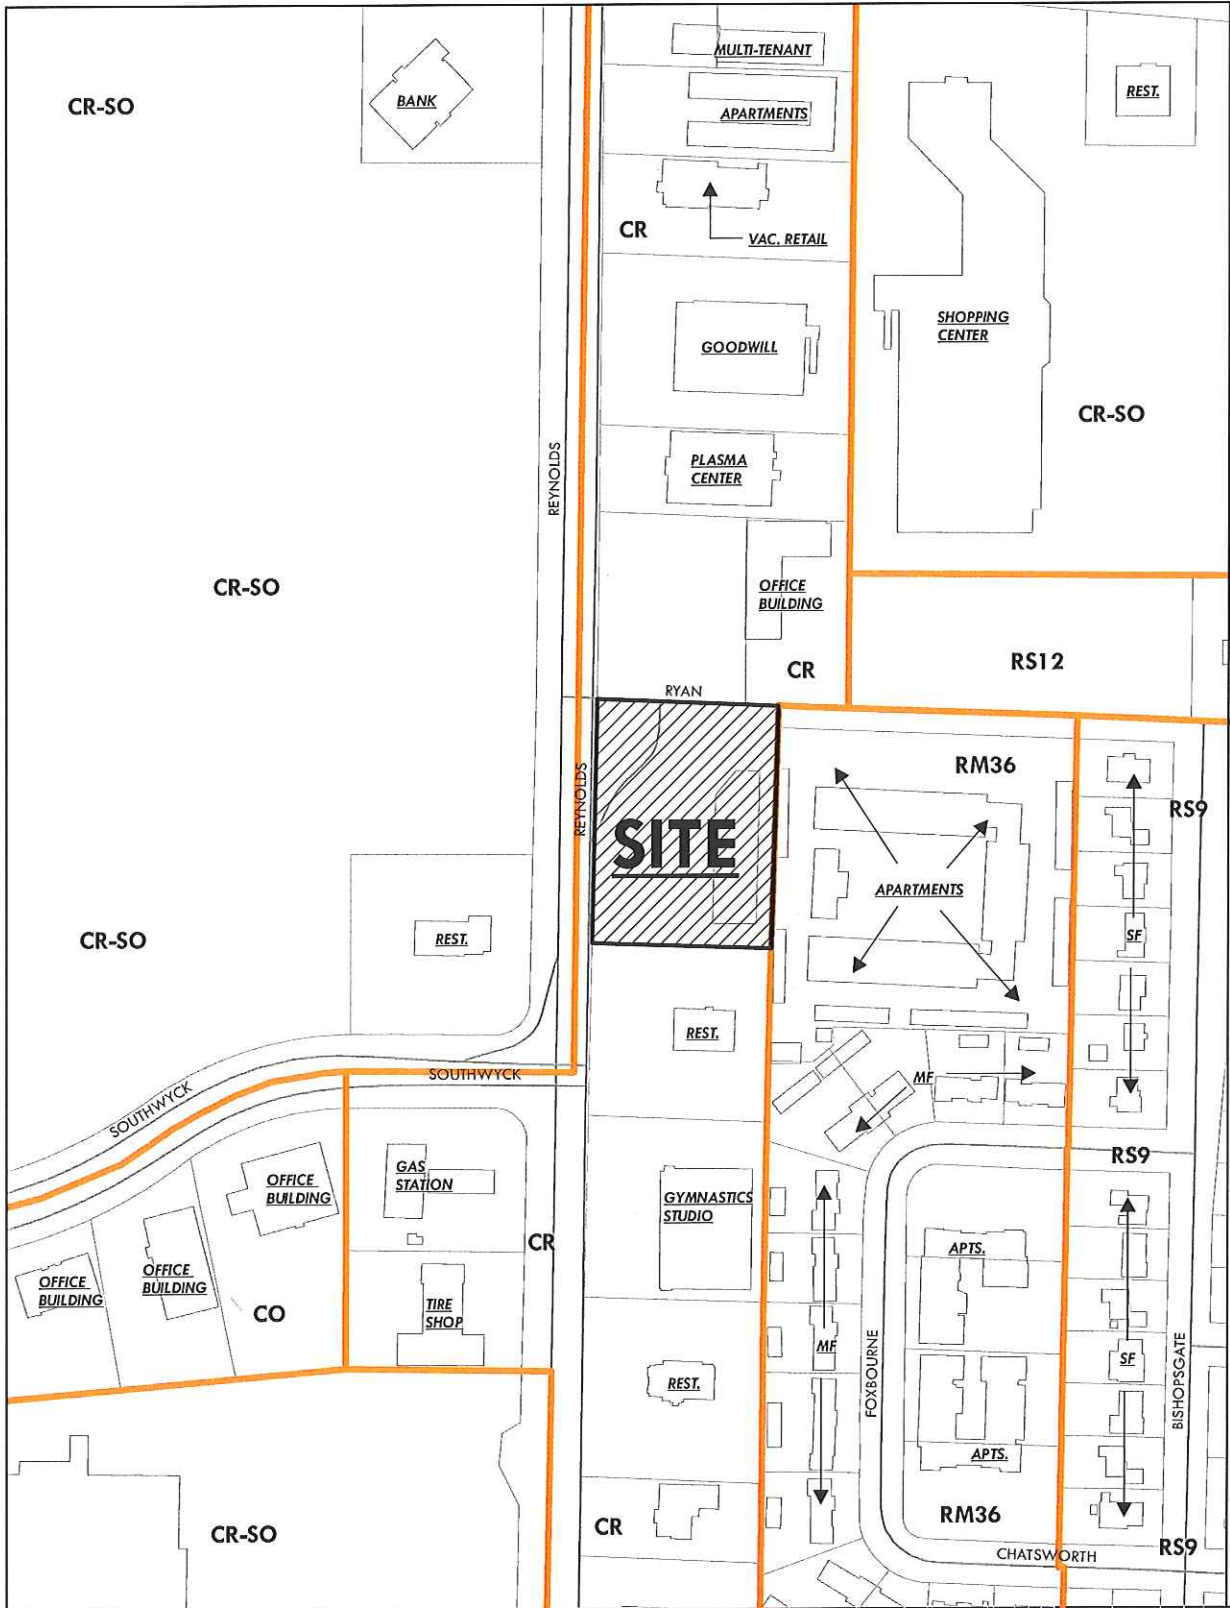 MULTI-TENANT
CR-SO
BANK
REST.
APARTMENTS
CR
VAC. RETAIL
SHOPPING
CENTER
GOODWILL
CR-SO
REYNOLDS
PLASMA
CENTER
CR-SO
OFFICE
BUILDING
CR
RS12
RYAN
RM36
REYNOLDS
RS9
SITE
APARTMENTS
CR-SO
REST.
SF
REST.
SOUTHWYCK
SOUTHWYCK
MF
RS9
OFFICE
BUILDING
GAS
STATION
GYMNASTICS
STUDIO
CR
APTS.
OFFICE
BUILDING
OFFICE
BUILDING
CO
TIRE
SHOP
MF
FOXBOURNE
SF
BISHOPSGATE
REST.
APTS.
CR-SO
CR
RM36
CHATSWORTH
RS9